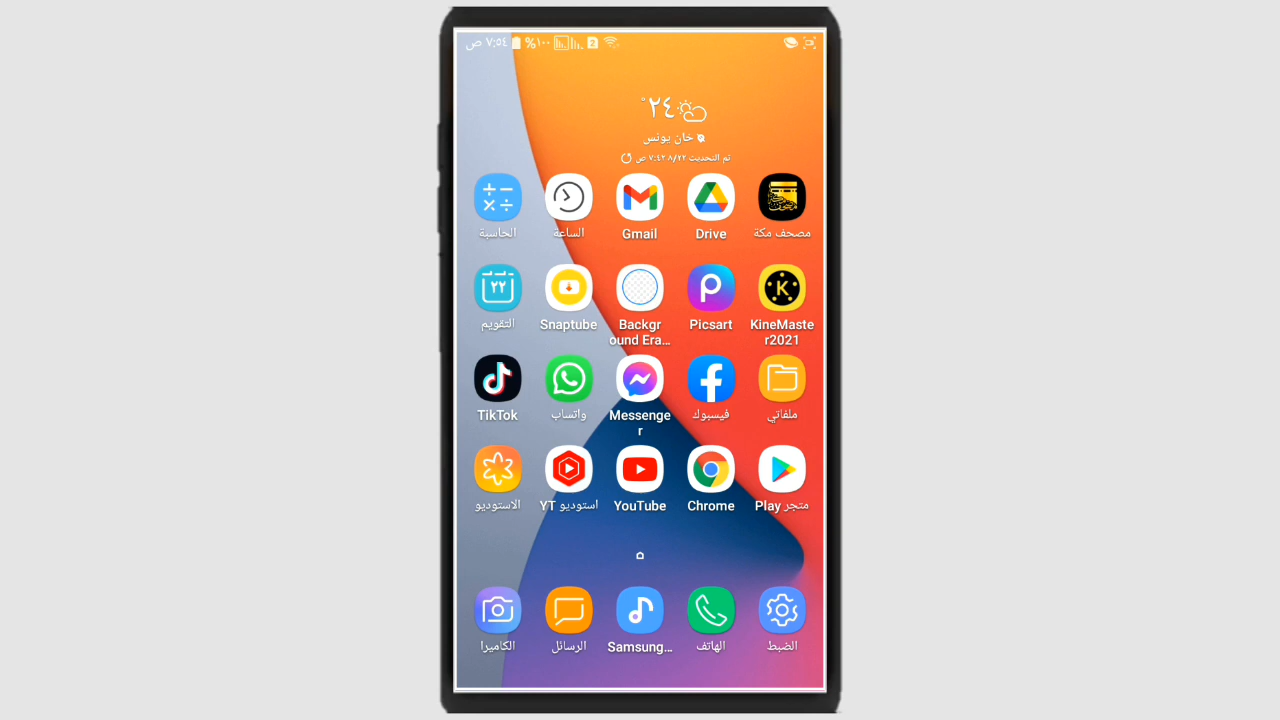 ٧:٥٤ ص %١٠٠ 2
٢٤°
خان يونس
تم التحديث ٨/٢٢ ٧:٤٢ ص
مصحف مكة
Drive
Gmail
الساعة
الحاسبة
K
KineMaste
r2021
Picsart
Backgr
ound Era...
Snaptube
٢٢
التقويم
ملفاتي
فيسبوك
Messenge
r
واتساب
TikTok
متجر Play
Chrome
YouTube
استوديو YT
الاستوديو
الضبط
الهاتف
Samsung...
الرسائل
الكاميرا